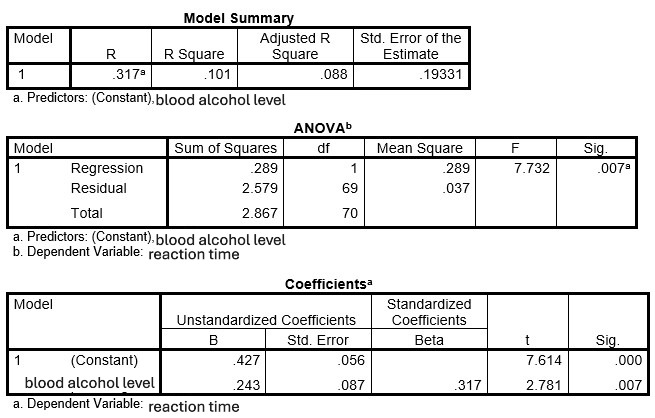 Model Summary
Model R R Square Adjusted R Square Std. Error of the Estimate
1 .317a .101 .088 .19331
a. Predictors: (Constant), blood alcohol level
ANOVAb
Model Sum of Squares df Mean Square F Sig.
1 Regression .289 1 .289 7.732 .007a
Residual 2.579 69 .037
Total 2.867 70
a. Predictors: (Constant), blood alcohol level
b. Dependent Variable: reaction time
Coefficientsa
Model Unstandardized Coefficients Standardized Coefficients t Sig.
B Std. Error Beta
1 (Constant) .427 .056 7.614 .000
blood alcohol level .243 .087 .317 2.781 .007
a. Dependent Variable: reaction time